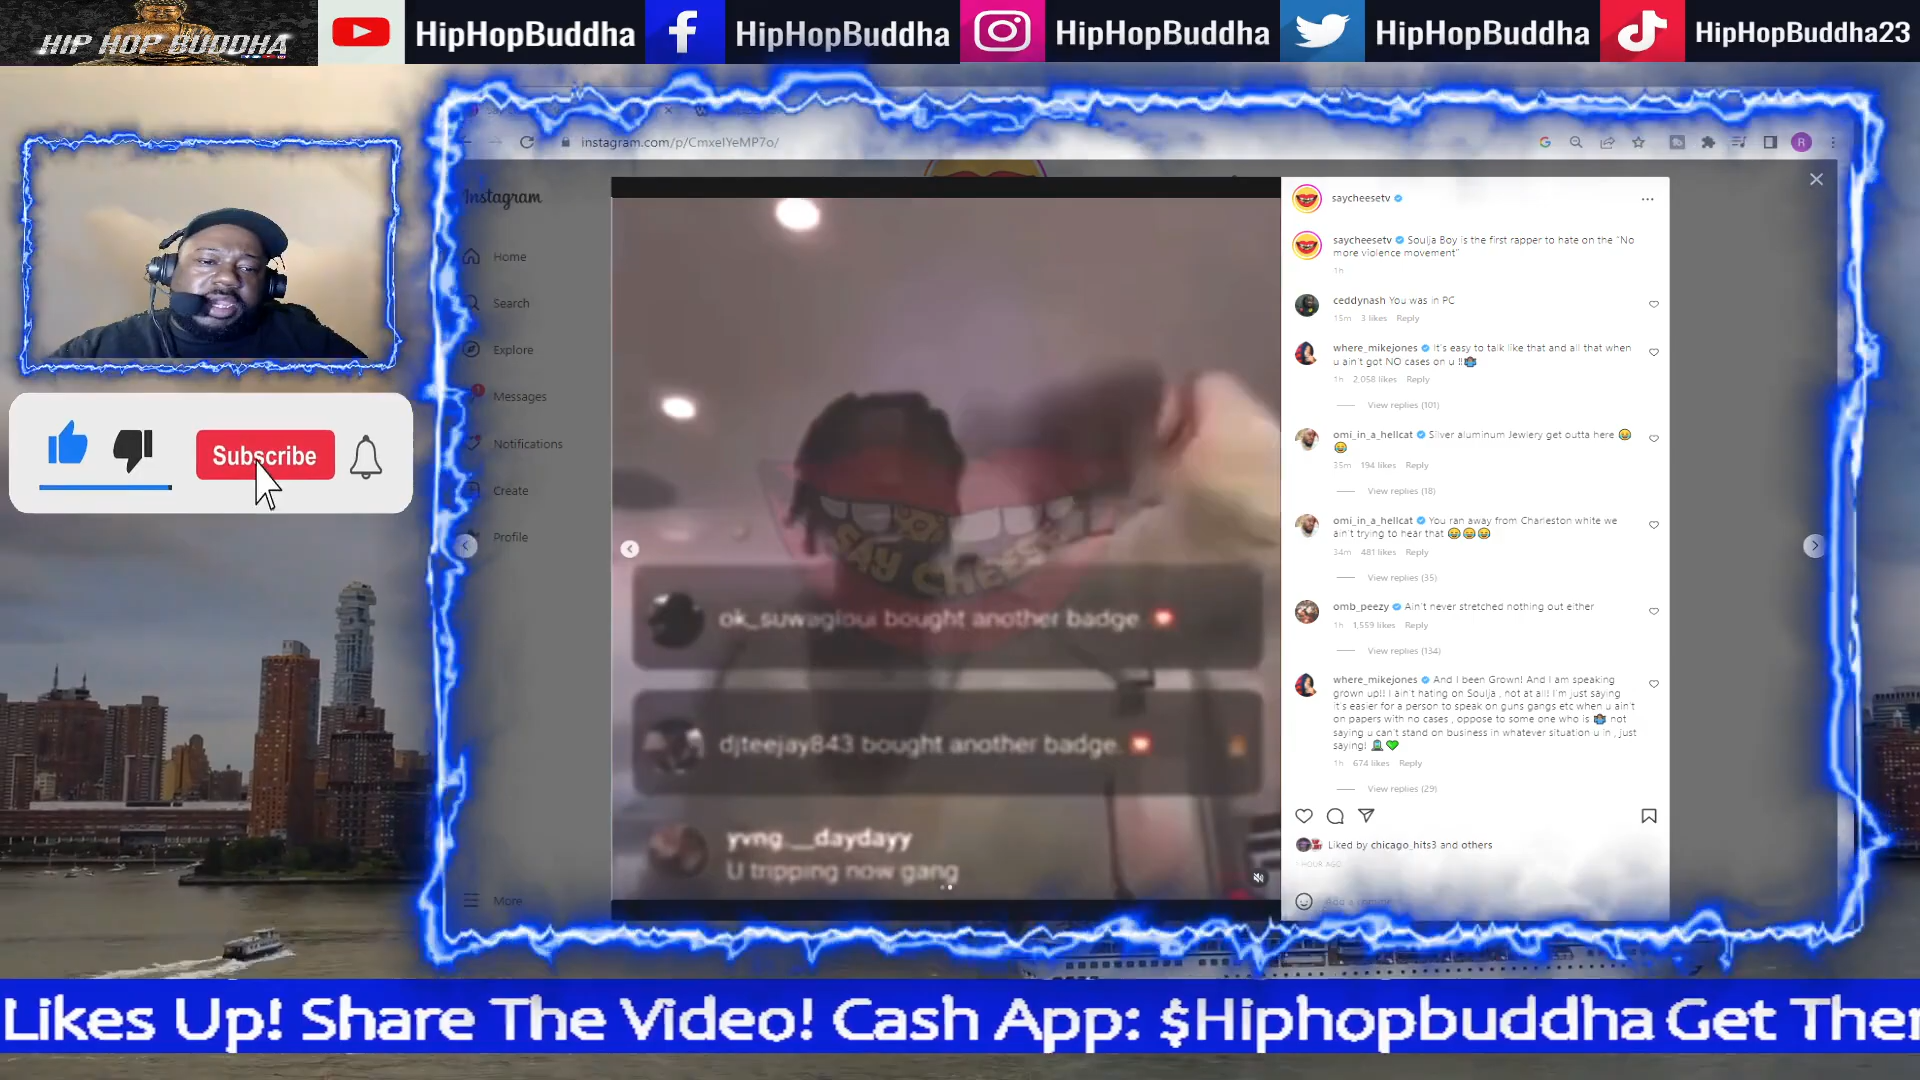 HIP HOP BUDDHA
HipHopBuddha
HipHopBuddha
HipHopBuddha
HipHopBuddha
HipHopBuddha23
instagram.com/p/CmxeIYeMP7o/
Instagram
Home
Search
Explore
Messages
Notifications
Create
Profile
More
Subscribe
SAY CHEESE
ok_suwagloui bought another badge.
djteejay843 bought another badge.
yvng__daydayy
U tripping now gang
saycheesetv
saycheesetv Soulja Boy is the first rapper to hate on the "No
more violence movement"
1h
ceddynash You was in PC
15m 3 likes Reply
where_mikejones It's easy to talk like that and all that when
u ain't got NO cases on u !!
1h 2,058 likes Reply
View replies (101)
omi_in_a_hellcat Silver aluminum Jewlery get outta here
35m 194 likes Reply
View replies (18)
omi_in_a_hellcat You ran away from Charleston white we
ain't trying to hear that
34m 481 likes Reply
View replies (35)
omb_peezy Ain't never stretched nothing out either
1h 1,559 likes Reply
View replies (134)
where_mikejones And I been Grown! And I am speaking
grown up!! I ain't hating on Soulja , not at all! I'm just saying
it's easier for a person to speak on guns gangs etc when u ain't
on papers with no cases , oppose to some one who is not
saying u can't stand on business in whatever situation u in , just
saying!
1h 674 likes Reply
View replies (29)
Liked by chicago_hits3 and others
1 HOUR AGO
Likes Up! Share The Video! Cash App: $Hiphopbuddha Get Ther